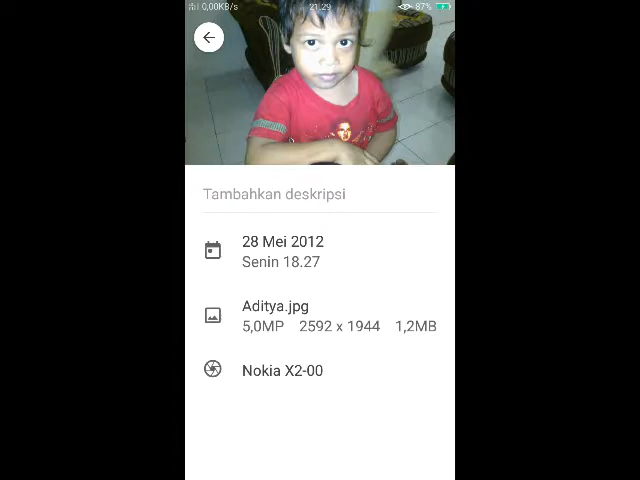 0,00KB/s 21.29 87%
Tambahkan deskripsi
28 Mei 2012
Senin 18.27
Aditya.jpg
5,0MP 2592 x 1944 1,2MB
Nokia X2-00